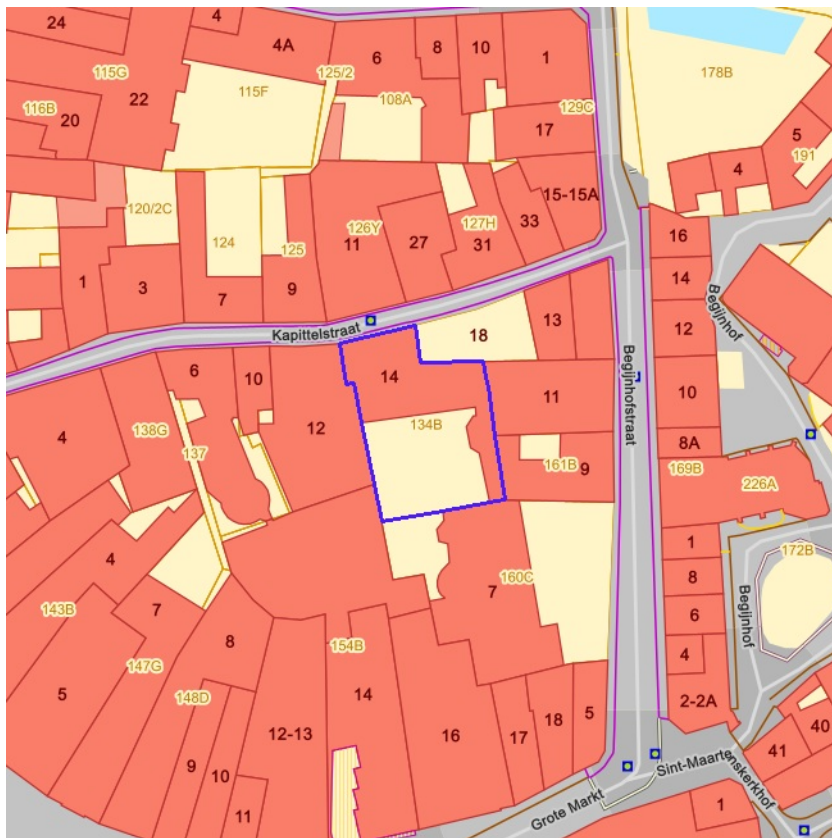 24
4
4A
6
8
10
1
178B
115G
125/2
22
115F
108A
116B
20
129C
17
5
191
4
15-15A
120/2C
126Y
127H
33
124
125
11
27
31
16
1
3
7
9
14
Kapittelstraat
18
13
Begijnhof
12
Begijnhofstraat
6
10
14
11
10
4
138G
12
134B
137
161B
9
8A
169B
226A
1
172B
4
160C
8
7
7
143B
6
Begijnhof
8
154B
4
147G
5
148D
14
2-2A
12-13
16
17
18
5
40
9
10
41
11
Sint-Maartenskerkhof
Grote Markt
1